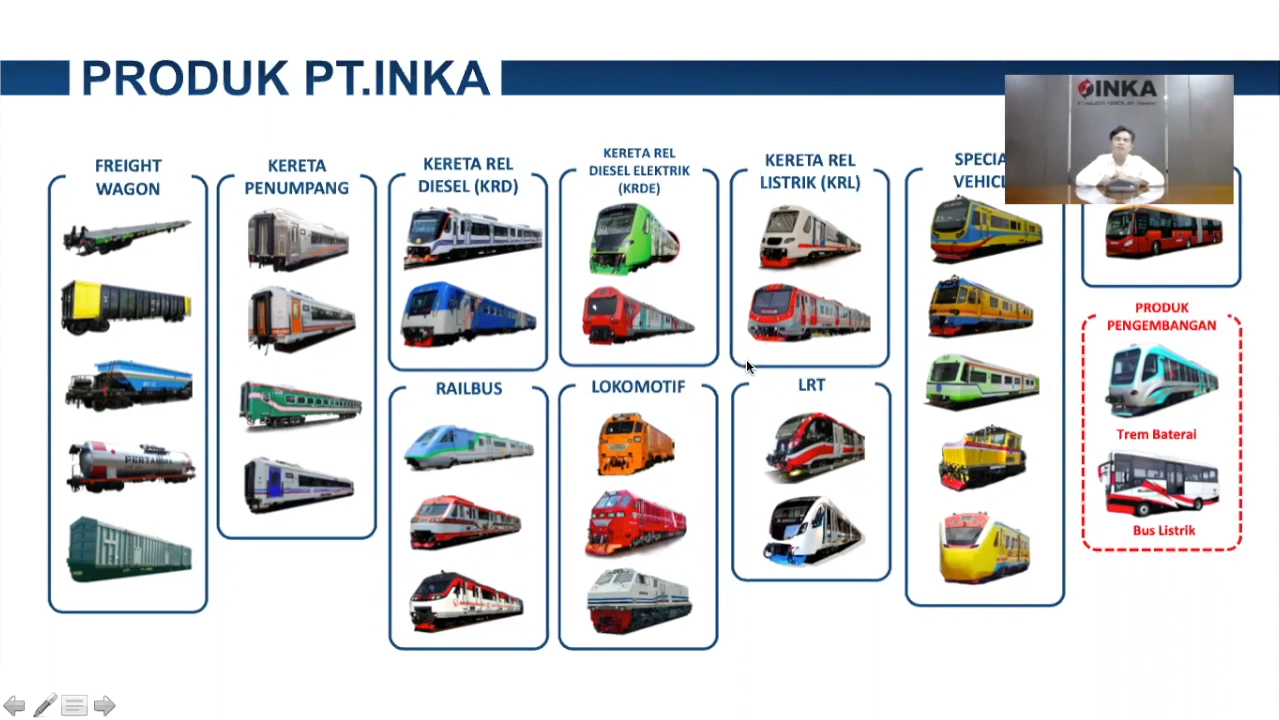 PRODUK PT.INKA
INKA
FREIGHT
WAGON
KERETA
PENUMPANG
KERETA REL
DIESEL (KRD)
KERETA REL
DIESEL ELEKTRIK
(KRDE)
KERETA REL
LISTRIK (KRL)
SPECIA
VEHICL
PERTAMINA
RAILBUS
LOKOMOTIF
LRT
PRODUK
PENGEMBANGAN
Trem Baterai
Bus Listrik